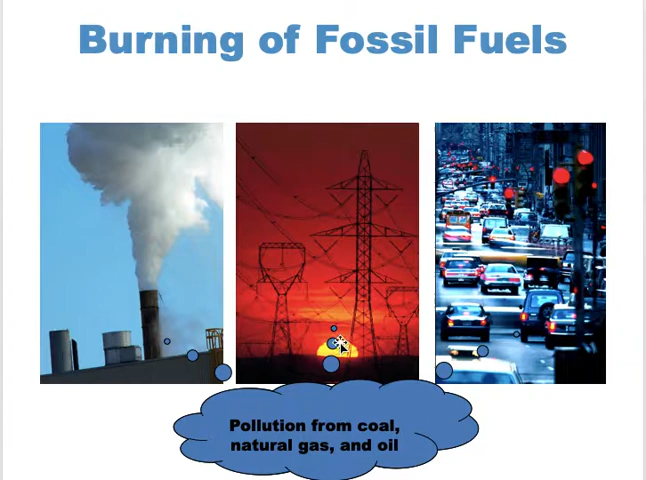 Burning of Fossil Fuels
Pollution from coal,
natural gas, and oil